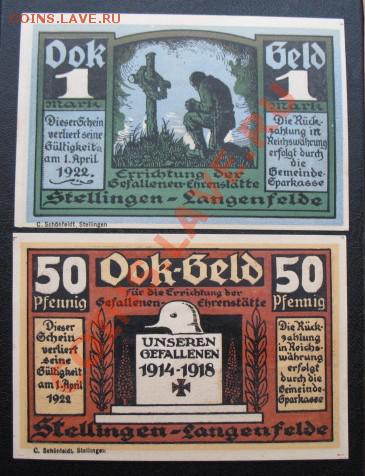 COINS.LAVE.RU
Ook Geld
1 1
Mark Mark
Dieser Schein
verliert seine
Gültigkeit
am 1. April
1922.
Die Rück-
zahlung in
Reichswährung
erfolgt durch
die Gemeinde-
Sparkasse
Errichtung der
Gefallenen-Ehrenstätte
Stellingen-Langenfelde
C. Schönfeldt, Stellingen
50 Ook-Geld 50
Pfennig Pfennig
für die Errichtung der
Gefallenen-Ehrenstätte
Dieser
Schein
verliert
seine
Gültigkeit
am 1. April
1922
UNSEREN
GEFALLENEN
1914-1918
Die Rück-
zahlung
in Reichs-
währung
erfolgt
durch die
Gemeinde-
Sparkasse
Stellingen-Langenfelde
C. Schönfeldt, Stellingen